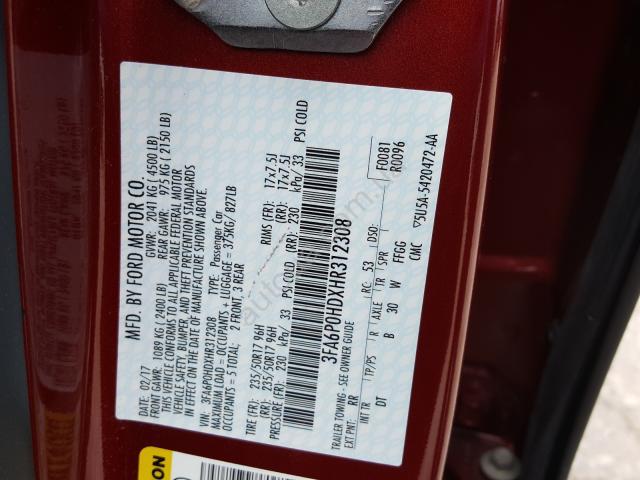 MFD. BY FORD MOTOR CO.
02/17 GVWR: 2041 KG (4500 LB)
FRONT GAWR: 1089 KG (2400 LB) REAR GAWR: 975 KG (2150 LB)
THIS VEHICLE CONFORMS TO ALL APPLICABLE FEDERAL MOTOR
VEHICLE SAFETY, BUMPER, AND THEFT PREVENTION STANDARDS
IN EFFECT ON THE DATE OF MANUFACTURE SHOWN ABOVE.
VEHICLE: 3FA6P0HDXHR312308 TYPE: Passenger Car
MAXIMUM LOAD = OCCUPANTS + LUGGAGE = 375KG/ 827LB
OCCUPANTS = 5 TOTAL: 2 FRONT, 3 REAR
TIRE (FR): 235/50R17 96H RIMS (FR): 17x7.5J
(RR): 235/50R17 96H (RR): 17x7.5J
PRESSURE (FR): 230 kPa/ 33 PSI COLD (RR): 230 kPa/ 33 PSI COLD
3FA6P0HDXHR312308
TRAILER TOWING - SEE OWNER GUIDE
F0081
R0096
EXT PNT: RR RC: 53 DSO:
INT TR TP/PS R AXLE TR SPR
DT B 30 W FFGG
CMC
5U5A-5420472-AA